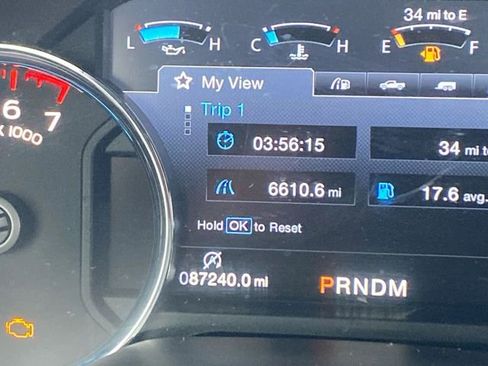 34 mi to E
L H C H E F
My View
Trip 1
6 7
X 1000
03:56:15 34 mi to
6610.6 mi 17.6 avg.
Hold OK to Reset
087240.0 mi
PRNDM